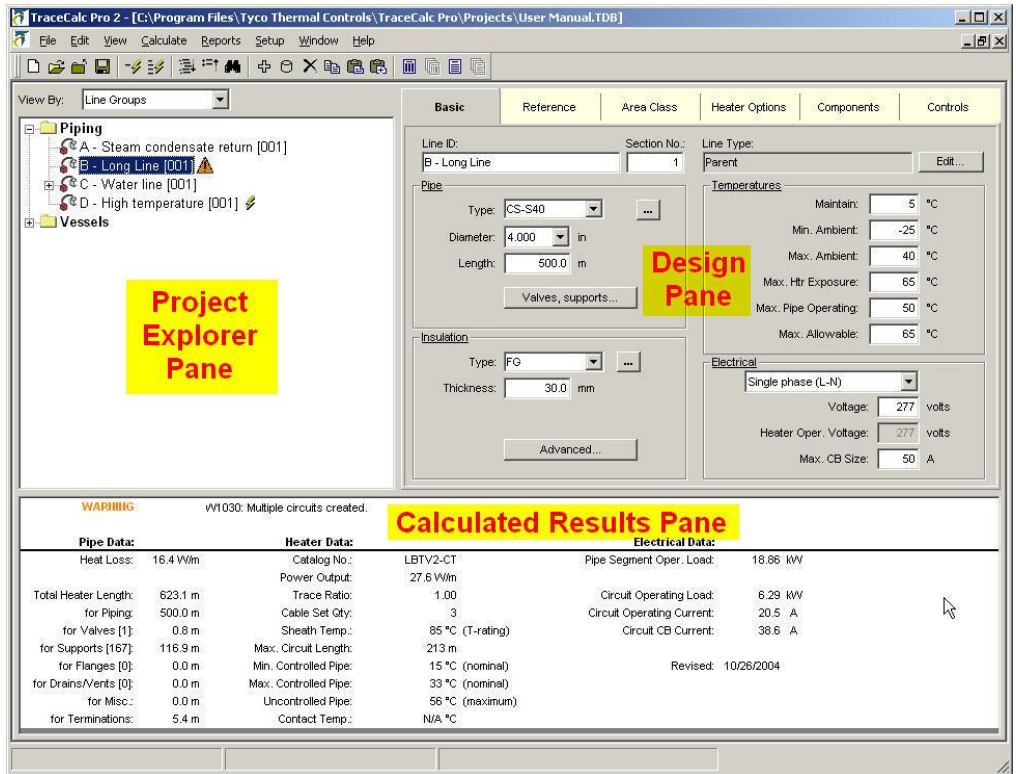 TraceCalc Pro 2 - [C:\Program Files\Tyco Thermal Controls\TraceCalc Pro\Projects\User Manual.TDB]
File Edit View Calculate Reports Setup Window Help
View By: Line Groups
Piping
A - Steam condensate return [001]
B - Long Line [001]
C - Water line [001]
D - High temperature [001]
Vessels
Project
Explorer
Pane
Basic Reference Area Class Heater Options Components Controls
Line ID: Section No.: Line Type:
B - Long Line 1 Parent Edit...
Pipe
Type: CS-S40 ...
Diameter: 4.000 in
Length: 500.0 m
Valves, supports...
Design
Pane
Insulation
Type: FG ...
Thickness: 30.0 mm
Advanced...
Temperatures
Maintain: 5 °C
Min. Ambient: -25 °C
Max. Ambient: 40 °C
Max. Htr Exposure: 65 °C
Max. Pipe Operating: 50 °C
Max. Allowable: 65 °C
Electrical
Single phase (L-N)
Voltage: 277 volts
Heater Oper. Voltage: 277 volts
Max. CB Size: 50 A
WARNING W1030: Multiple circuits created.
Calculated Results Pane
Pipe Data: Heater Data: Electrical Data:
Heat Loss: 16.4 W/m Catalog No.: LBTV2-CT Pipe Segment Oper. Load: 18.86 kW
Power Output: 27.6 W/m
Total Heater Length: 623.1 m Trace Ratio: 1.00 Circuit Operating Load: 6.29 kW
for Piping: 500.0 m Cable Set Qty: 3 Circuit Operating Current: 20.5 A
for Valves [1]: 0.8 m Sheath Temp.: 85 °C (T-rating) Circuit CB Current: 38.6 A
for Supports [167]: 116.9 m Max. Circuit Length: 213 m
for Flanges [0]: 0.0 m Min. Controlled Pipe: 15 °C (nominal) Revised: 10/26/2004
for Drains/Vents [0]: 0.0 m Max. Controlled Pipe: 33 °C (nominal)
for Misc.: 0.0 m Uncontrolled Pipe: 56 °C (maximum)
for Terminations: 5.4 m Contact Temp.: N/A °C